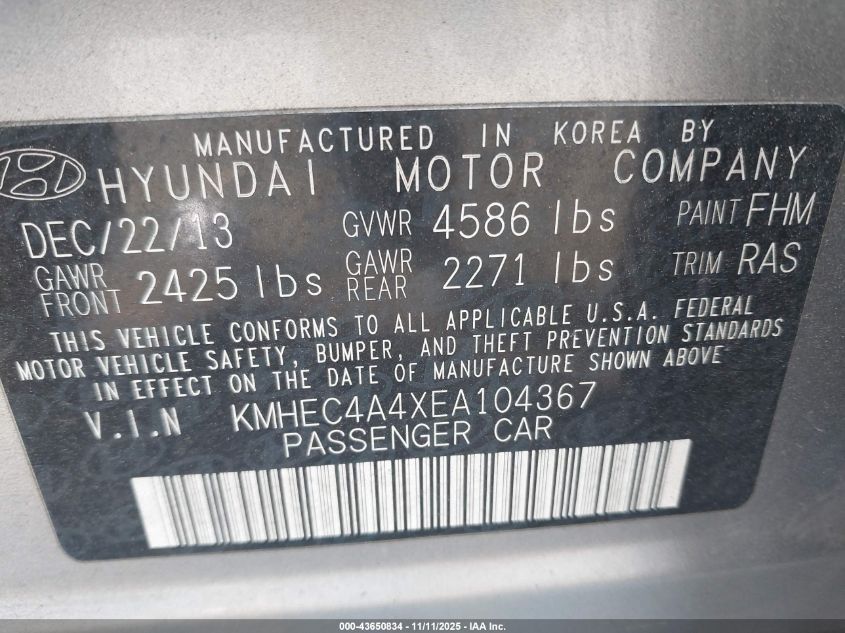 MANUFACTURED IN KOREA BY
HYUNDAI MOTOR COMPANY
DEC/22/13 GVWR 4586 lbs PAINT FHM
GAWR FRONT 2425 lbs GAWR REAR 2271 lbs TRIM RAS
THIS VEHICLE CONFORMS TO ALL APPLICABLE U.S.A. FEDERAL
MOTOR VEHICLE SAFETY, BUMPER, AND THEFT PREVENTION STANDARDS
IN EFFECT ON THE DATE OF MANUFACTURE SHOWN ABOVE
V.I.N KMHEC4A4XEA104367
PASSENGER CAR
000-43650834 - 11/11/2025 - IAA Inc.